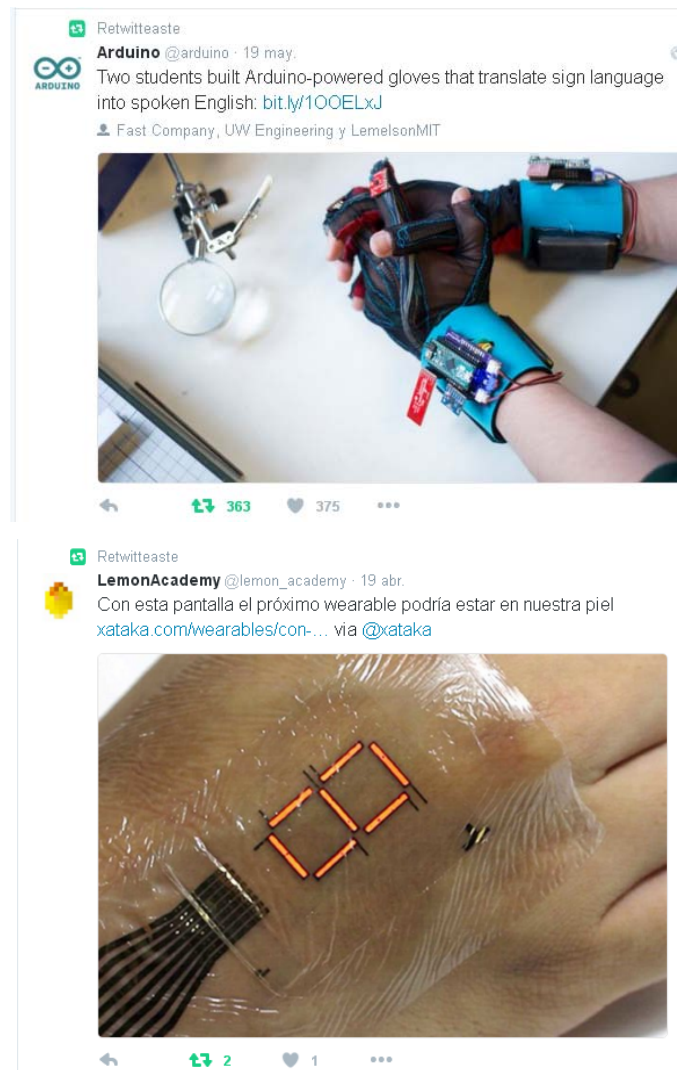 Retwitteaste
Arduino @arduino · 19 may.
ARDUINO
Two students built Arduino-powered gloves that translate sign language
into spoken English: bit.ly/1OOELxJ
Fast Company, UW Engineering y LemelsonMIT
363 375
Retwitteaste
LemonAcademy @lemon_academy · 19 abr.
Con esta pantalla el próximo wearable podría estar en nuestra piel
xataka.com/wearables/con-... via @xataka
2 1